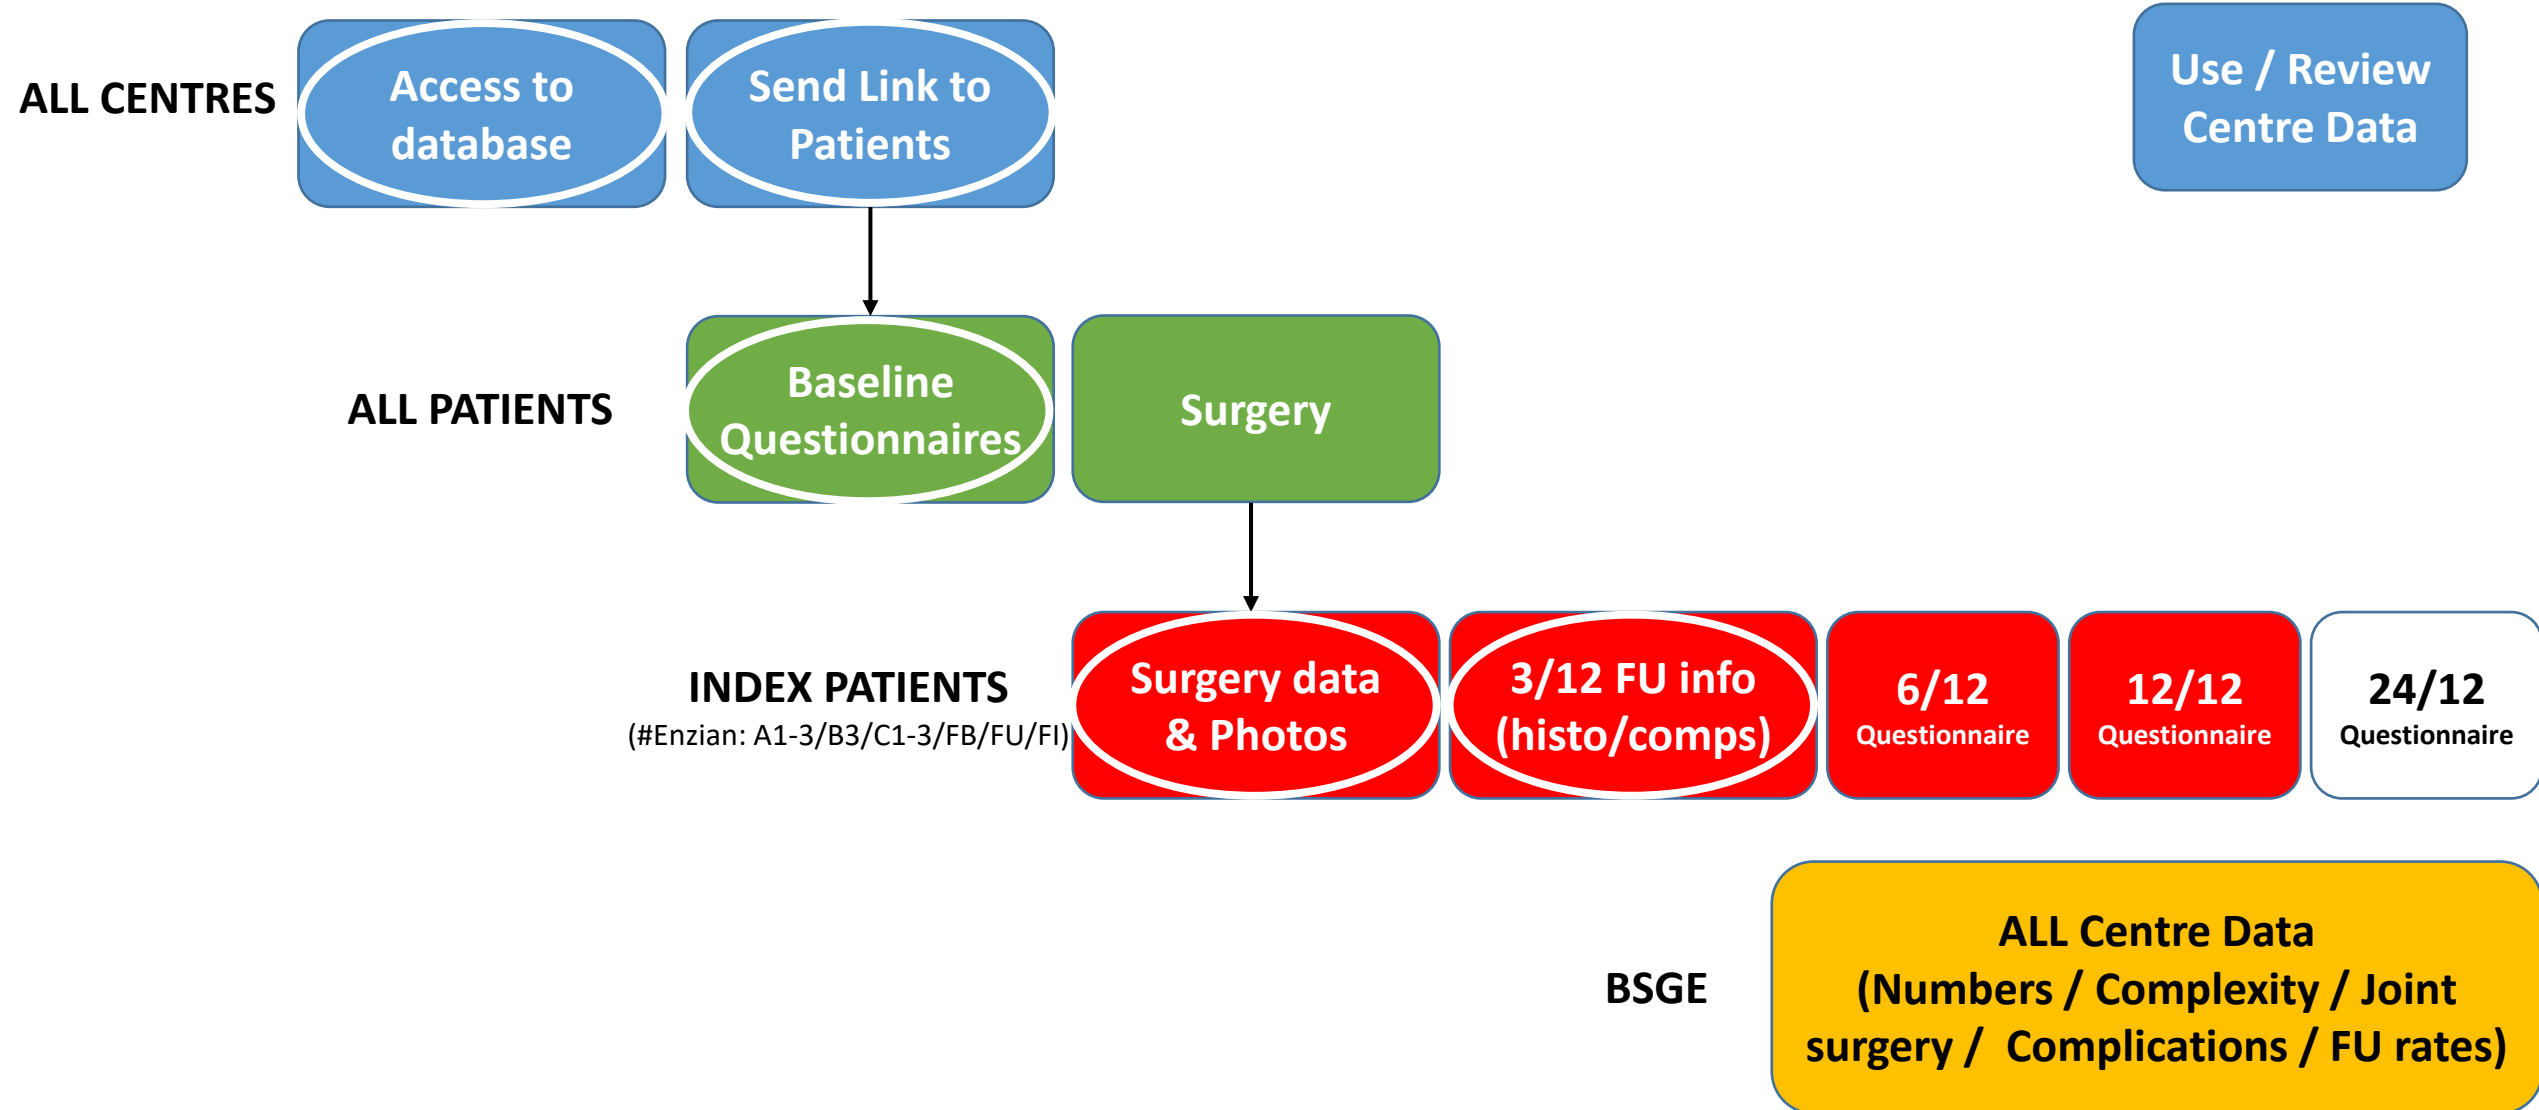 ALL CENTRES
Access to
database
Send Link to
Patients
Use / Review
Centre Data
ALL PATIENTS
Baseline
Questionnaires
Surgery
INDEX PATIENTS
(#Enzian: A1-3/B3/C1-3/FB/FU/FI)
Surgery data
& Photos
3/12 FU info
(histo/comps)
6/12
Questionnaire
12/12
Questionnaire
24/12
Questionnaire
BSGE
ALL Centre Data
(Numbers / Complexity / Joint
surgery / Complications / FU rates)